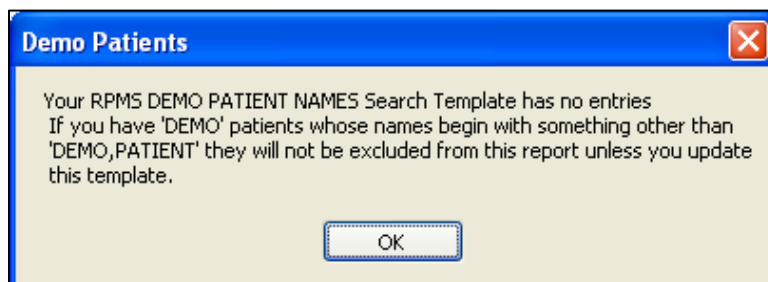 Demo Patients
Your RPMS DEMO PATIENT NAMES Search Template has no entries
If you have 'DEMO' patients whose names begin with something other than
'DEMO,PATIENT' they will not be excluded from this report unless you update
this template.
OK